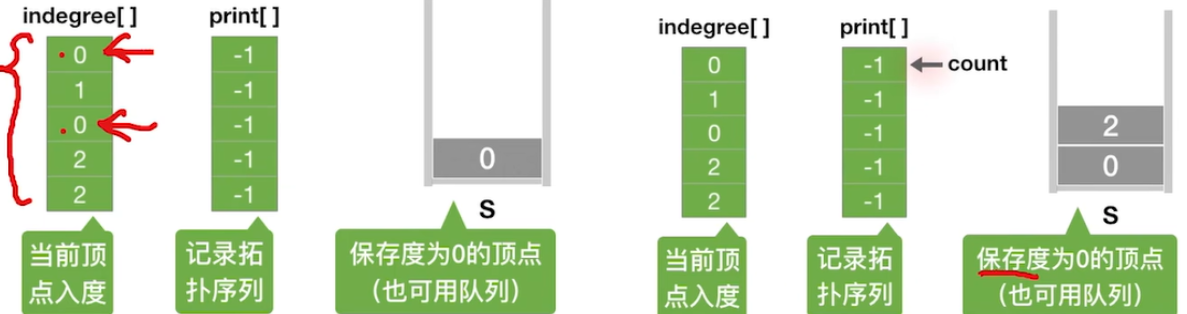 indegree[ ]
0
1
0
2
2
当前顶
点入度
print[ ]
-1
-1
-1
-1
-1
记录拓
扑序列
0
S
保存度为0的顶点
（也可用队列）
indegree[ ]
0
1
0
2
2
当前顶
点入度
print[ ]
-1
-1
-1
-1
-1
count
记录拓
扑序列
2
0
S
保存度为0的顶点
（也可用队列）